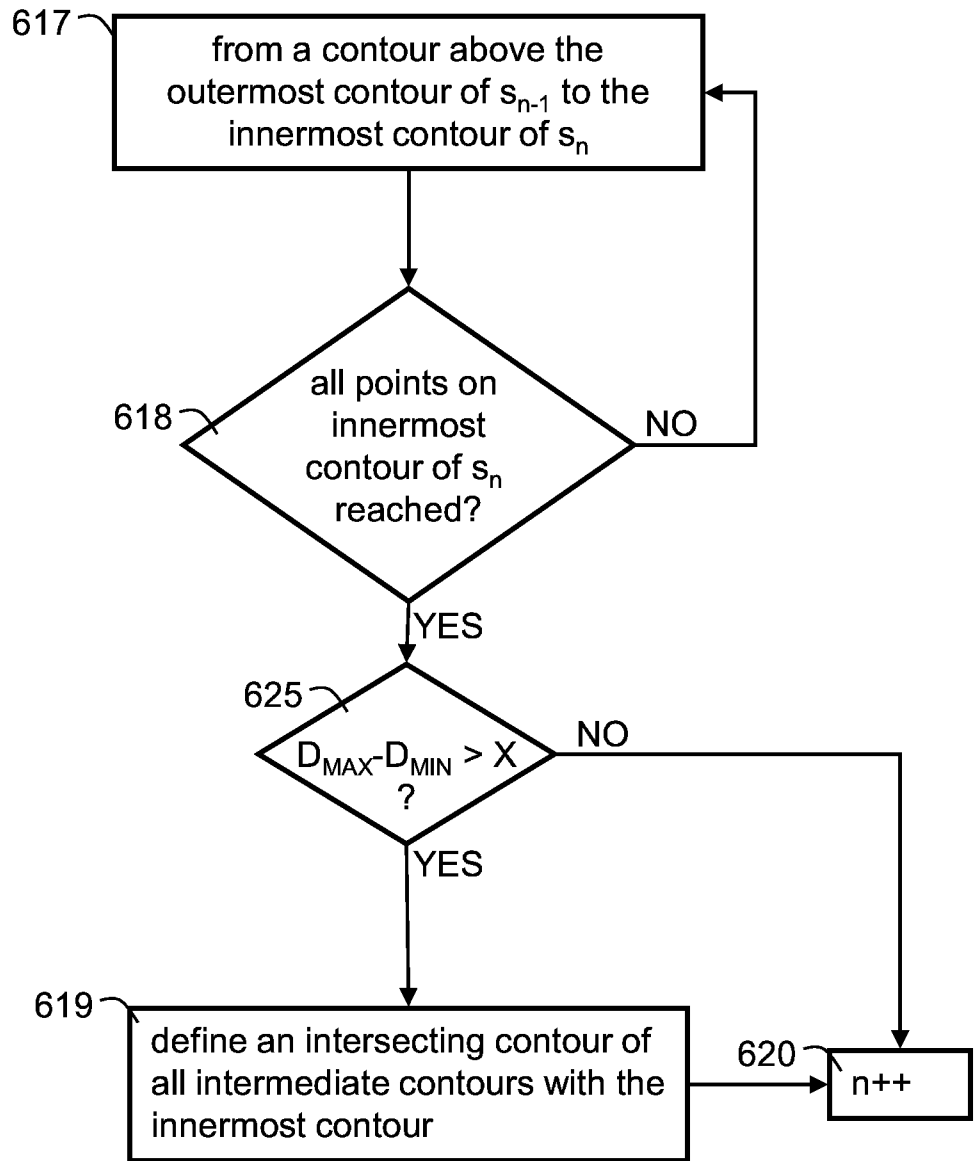 617
from a contour above the
outermost contour of sn-1 to the
innermost contour of sn
618
all points on
innermost
contour of sn
reached?
NO
YES
625
DMAX-DMIN > X
?
NO
YES
619
define an intersecting contour of
all intermediate contours with the
innermost contour
620
n++